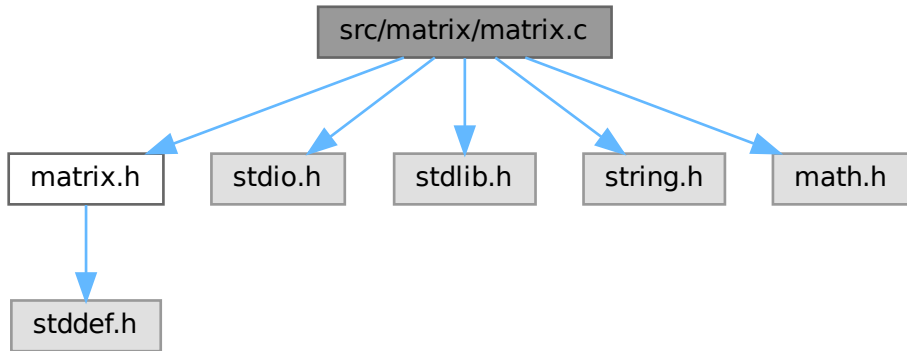 src/matrix/matrix.c
matrix.h
stdio.h
stdlib.h
string.h
math.h
stddef.h